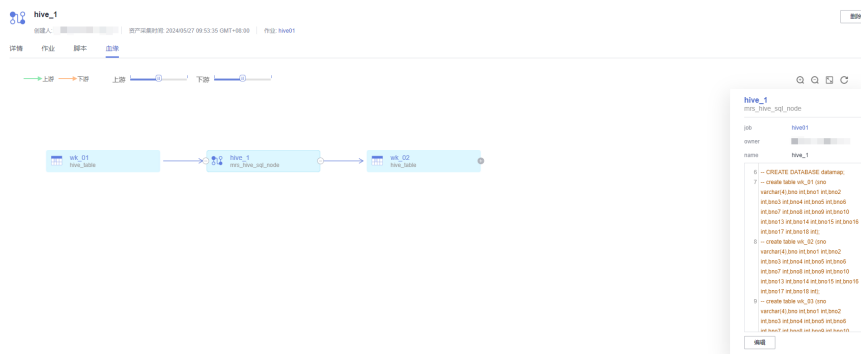 hive_1
删除
创建人:
资产采集时间: 2024/05/27 09:53:35 GMT+08:00
作业: hive01
详情 作业 脚本 血缘
上游 下游 上游 下游
hive_1
mrs_hive_sql_node
job hive01
owner
name hive_1
wk_01
hive_table
hive_1
mrs_hive_sql_node
wk_02
hive_table
6 -- CREATE DATABASE datamap;
7 -- create table wk_01 (sno
varchar(4),bno int,bno1 int,bno2
int,bno3 int,bno4 int,bno5 int,bno6
int,bno7 int,bno8 int,bno9 int,bno10
int,bno13 int,bno14 int,bno15 int,bno16
int,bno17 int,bno18 int);
8 -- create table wk_02 (sno
varchar(4),bno int,bno1 int,bno2
int,bno3 int,bno4 int,bno5 int,bno6
int,bno7 int,bno8 int,bno9 int,bno10
int,bno13 int,bno14 int,bno15 int,bno16
int,bno17 int,bno18 int);
9 -- create table wk_03 (sno
varchar(4),bno int,bno1 int,bno2
int,bno3 int,bno4 int,bno5 int,bno6
int,bno7 int,bno8 int,bno9 int,bno10
编辑